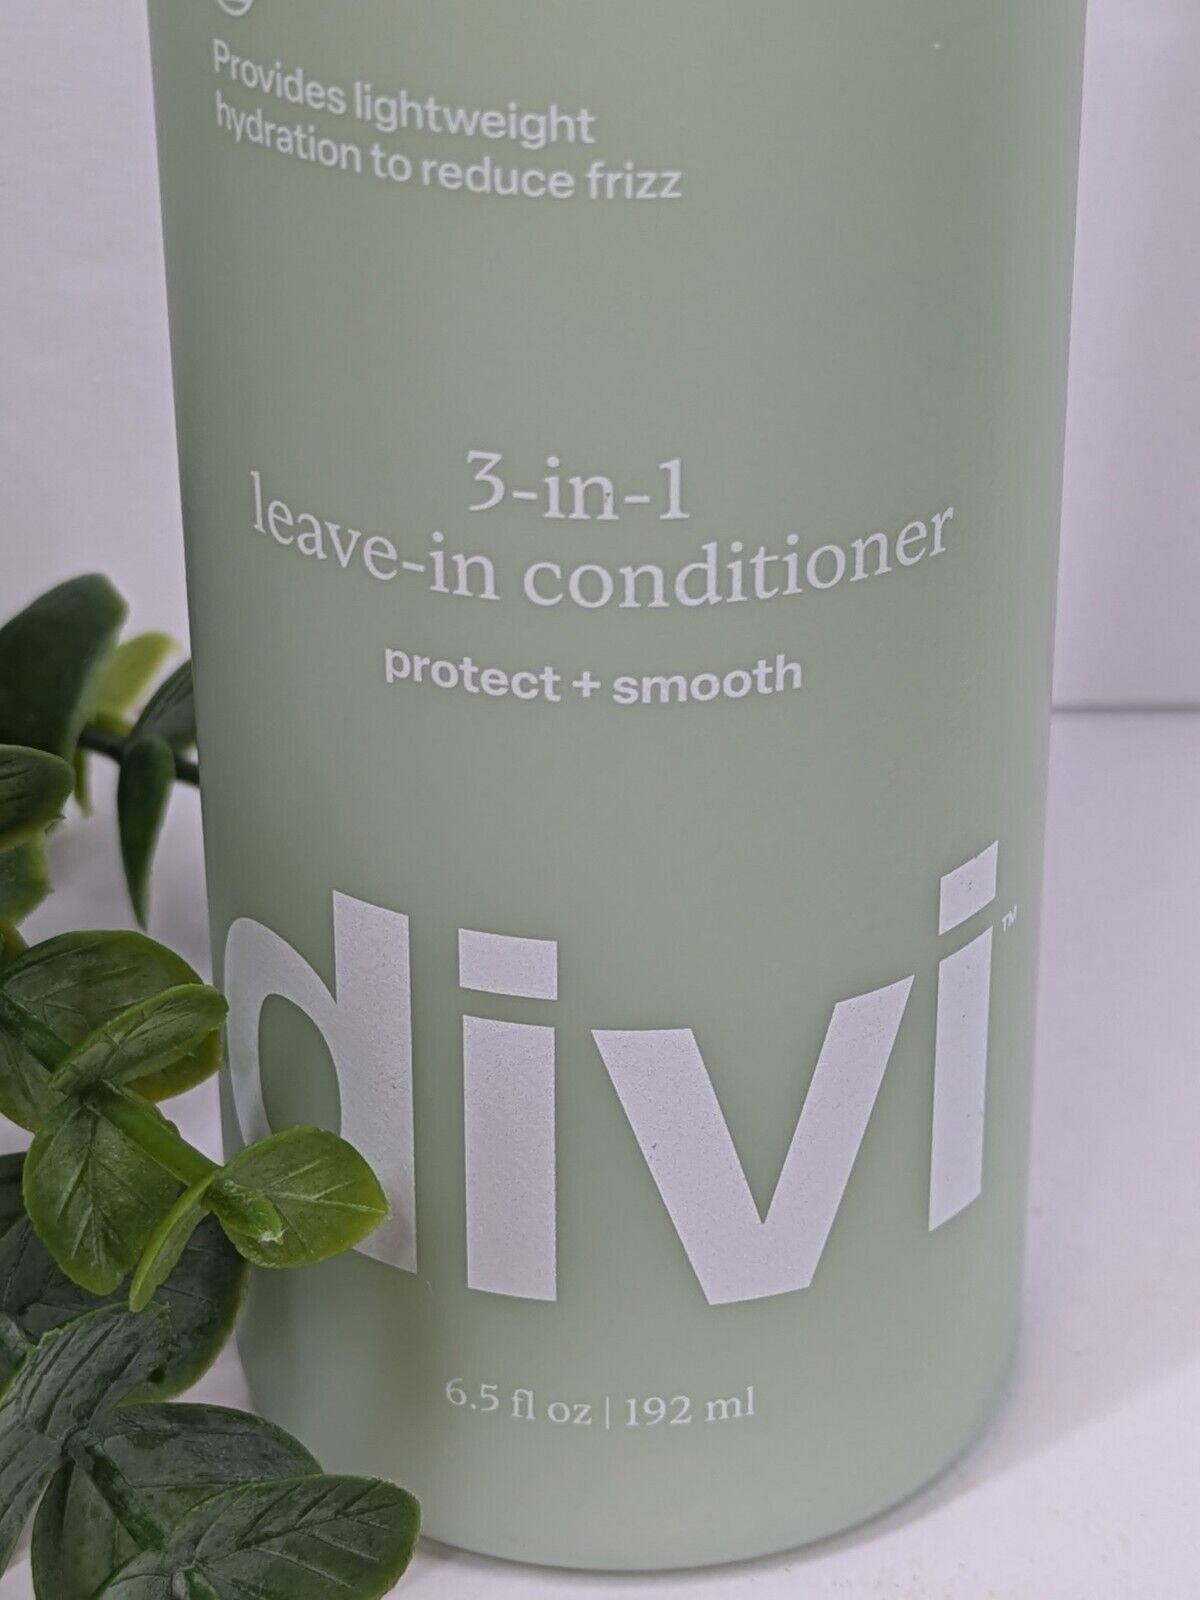 Provides lightweight
hydration to reduce frizz
3-in-1
leave-in conditioner
protect + smooth
divi™
6.5 fl oz | 192 ml